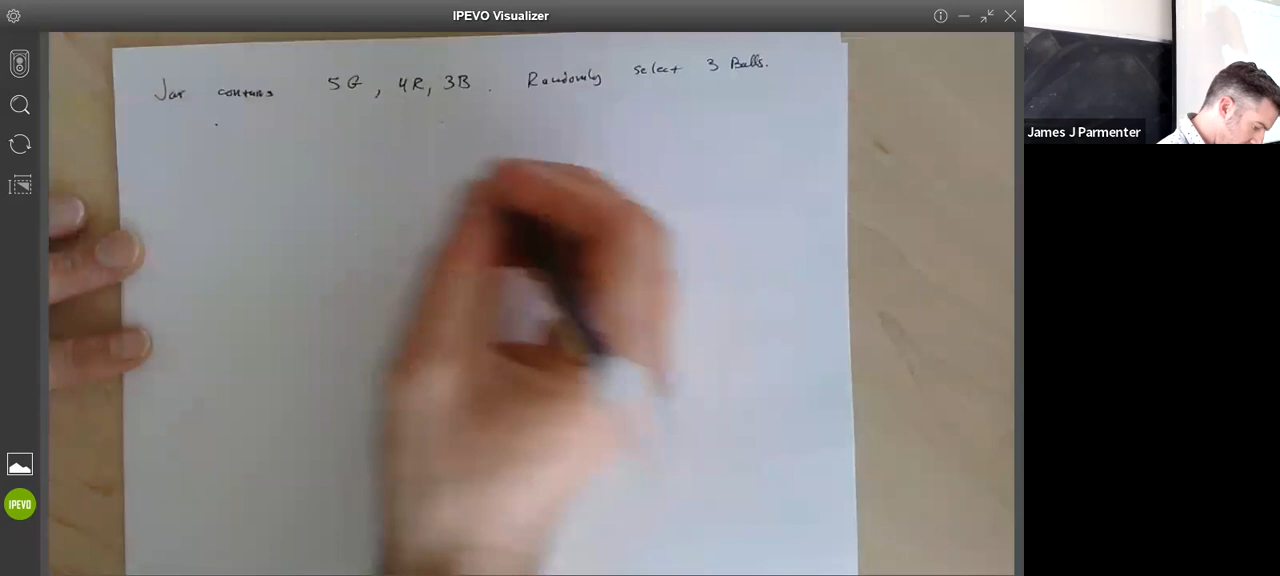 IPEVO Visualizer
Jar contains 5G, 4R, 3B. Randomly select 3 Balls.
James J Parmenter
IPEVO